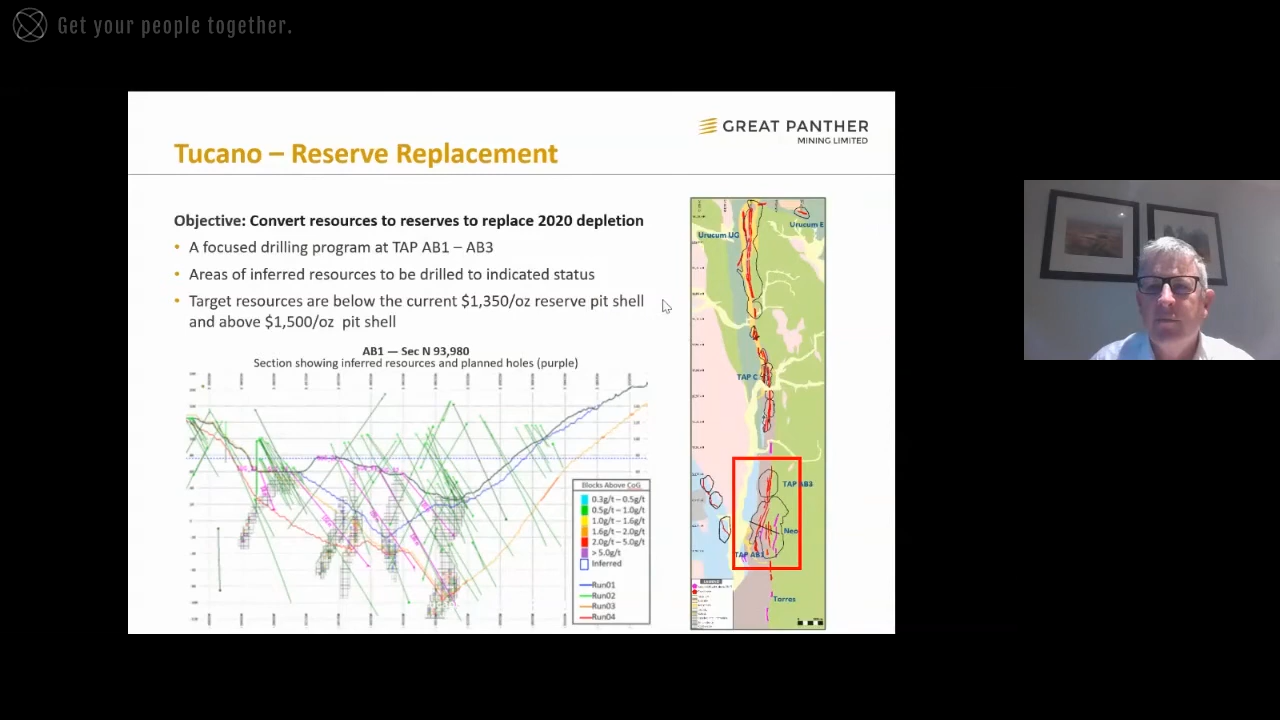 Get your people together.
GREAT PANTHER
MINING LIMITED
Tucano – Reserve Replacement
Objective: Convert resources to reserves to replace 2020 depletion
• A focused drilling program at TAP AB1 – AB3
• Areas of inferred resources to be drilled to indicated status
• Target resources are below the current $1,350/oz reserve pit shell
and above $1,500/oz pit shell
AB1 — Sec N 93,980
Section showing inferred resources and planned holes (purple)
Blocks Above CoG
0.3g/t – 0.5g/t
0.5g/t – 1.0g/t
1.0g/t – 1.6g/t
1.6g/t – 2.0g/t
2.0g/t – 5.0g/t
> 5.0g/t
Inferred
Run01
Run02
Run03
Run04
Urucum E
Urucum UG
TAP C
TAP AB3
Neo
TAP AB1
Torres